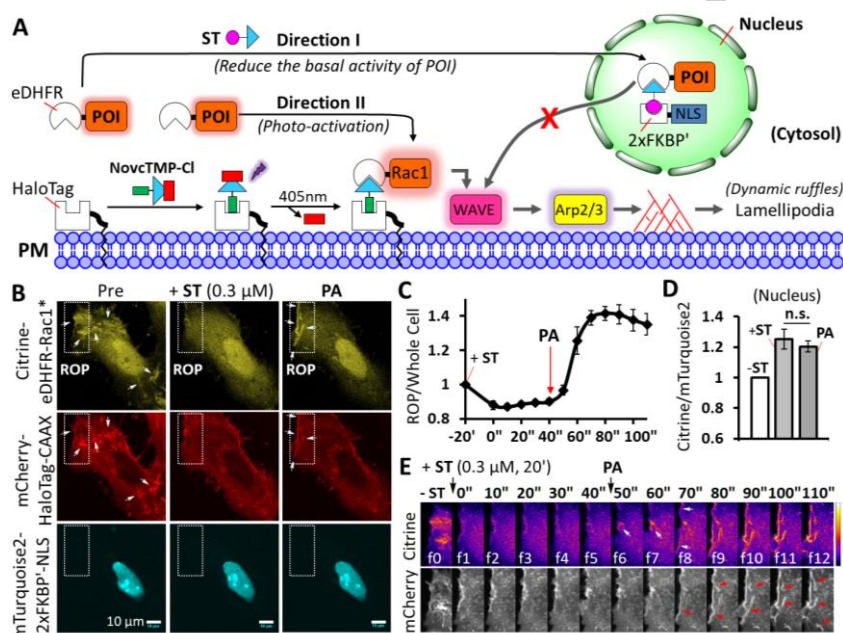 A
ST
Direction I
(Reduce the basal activity of POI)
Nucleus
eDHFR
POI
POI
Direction II
(Photo-activation)
POI
NLS
2xFKBP'
(Cytosol)
X
HaloTag
NovcTMP-Cl
405nm
Rac1
WAVE
Arp2/3
(Dynamic ruffles)
Lamellipodia
PM
B
Pre
+ ST (0.3 µM)
PA
Citrine-
eDHFR-Rac1*
ROP
ROP
ROP
mCherry-
HaloTag-CAAX
mTurquoise2-
2xFKBP'-NLS
10 µm
C
ROP/Whole Cell
1.4
1.2
1.0
+ ST
PA
-20'
0"
20"
40"
60"
80"
100"
D
(Nucleus)
n.s.
Citrine/mTurquoise2
1.4
1.2
1
0.8
0.6
-ST
+ST
PA
E
+ ST (0.3 µM, 20')
PA
- ST
0"
10"
20"
30"
40"
50"
60"
70"
80"
90"
100"
110"
Citrine
f0
f1
f2
f3
f4
f5
f6
f7
f8
f9
f10
f11
f12
mCherry